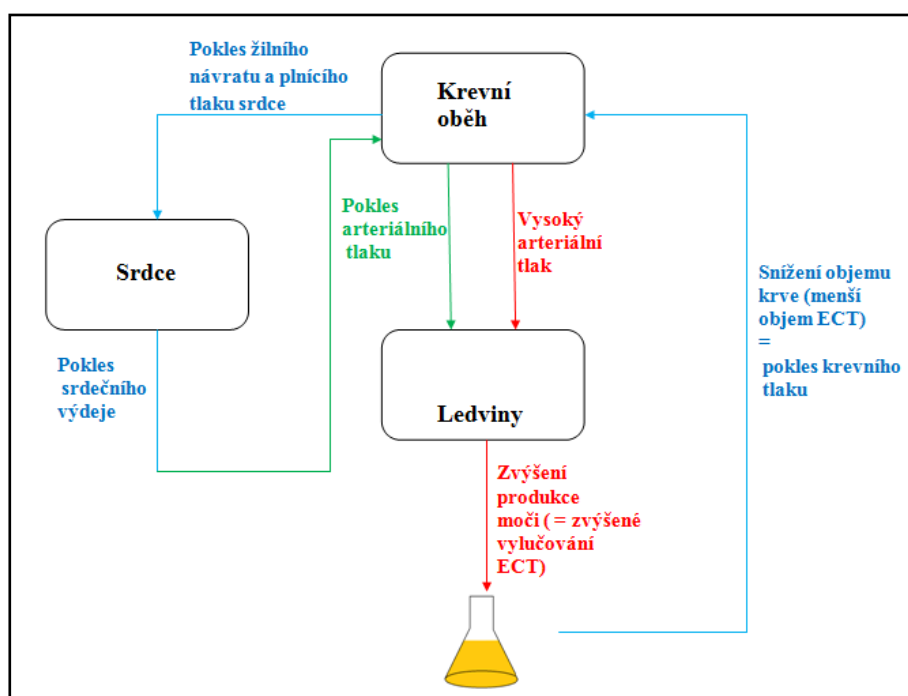 Pokles žilního
návratu a plnícího
tlaku srdce
Krevní
oběh
Pokles
arteriálního
tlaku
Vysoký
arteriální
tlak
Srdce
Snížení objemu
krve (menší
objem ECT)
=
pokles krevního
tlaku
Pokles
srdečního
výdeje
Ledviny
Zvýšení
produkce
moči ( = zvýšené
vylučování
ECT)